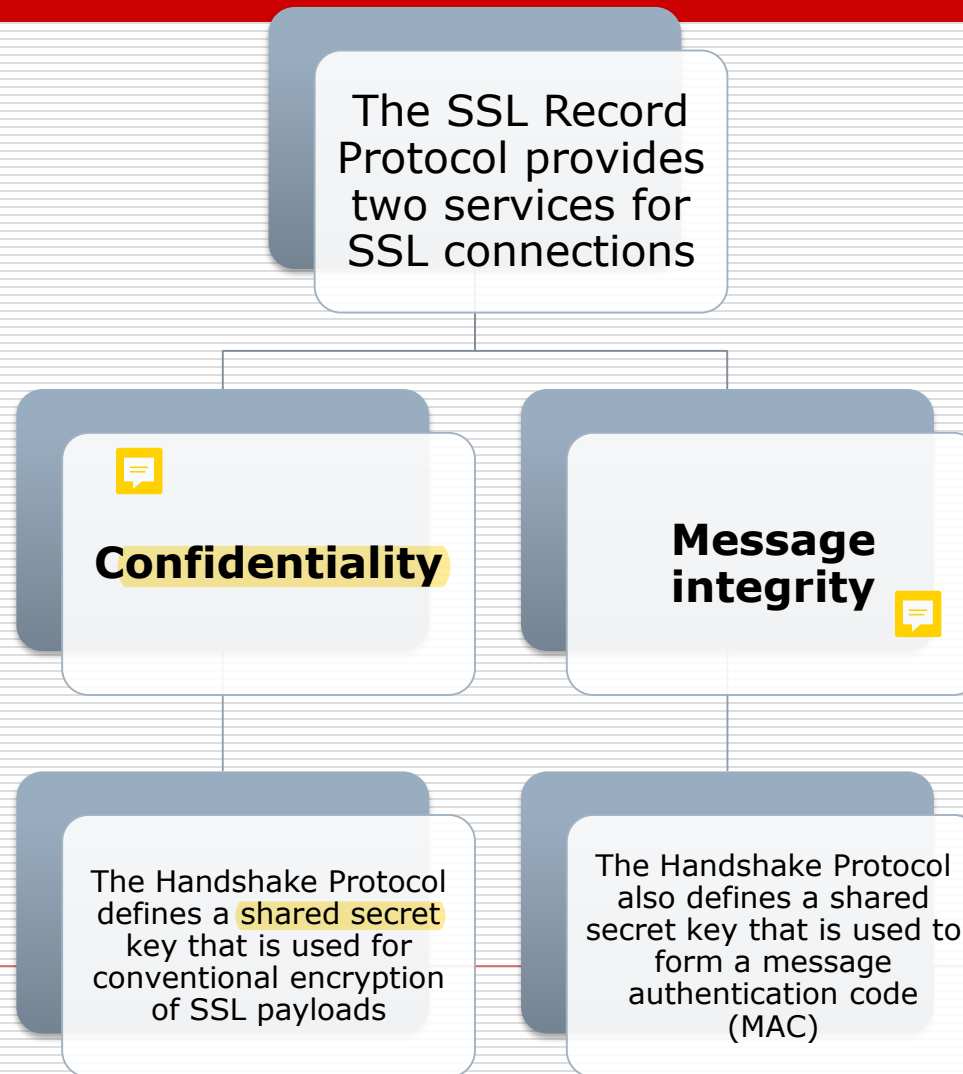 The SSL Record
Protocol provides
two services for
SSL connections
Confidentiality
Message
integrity
The Handshake Protocol
defines a shared secret
key that is used for
conventional encryption
of SSL payloads
The Handshake Protocol
also defines a shared
secret key that is used to
form a message
authentication code
(MAC)